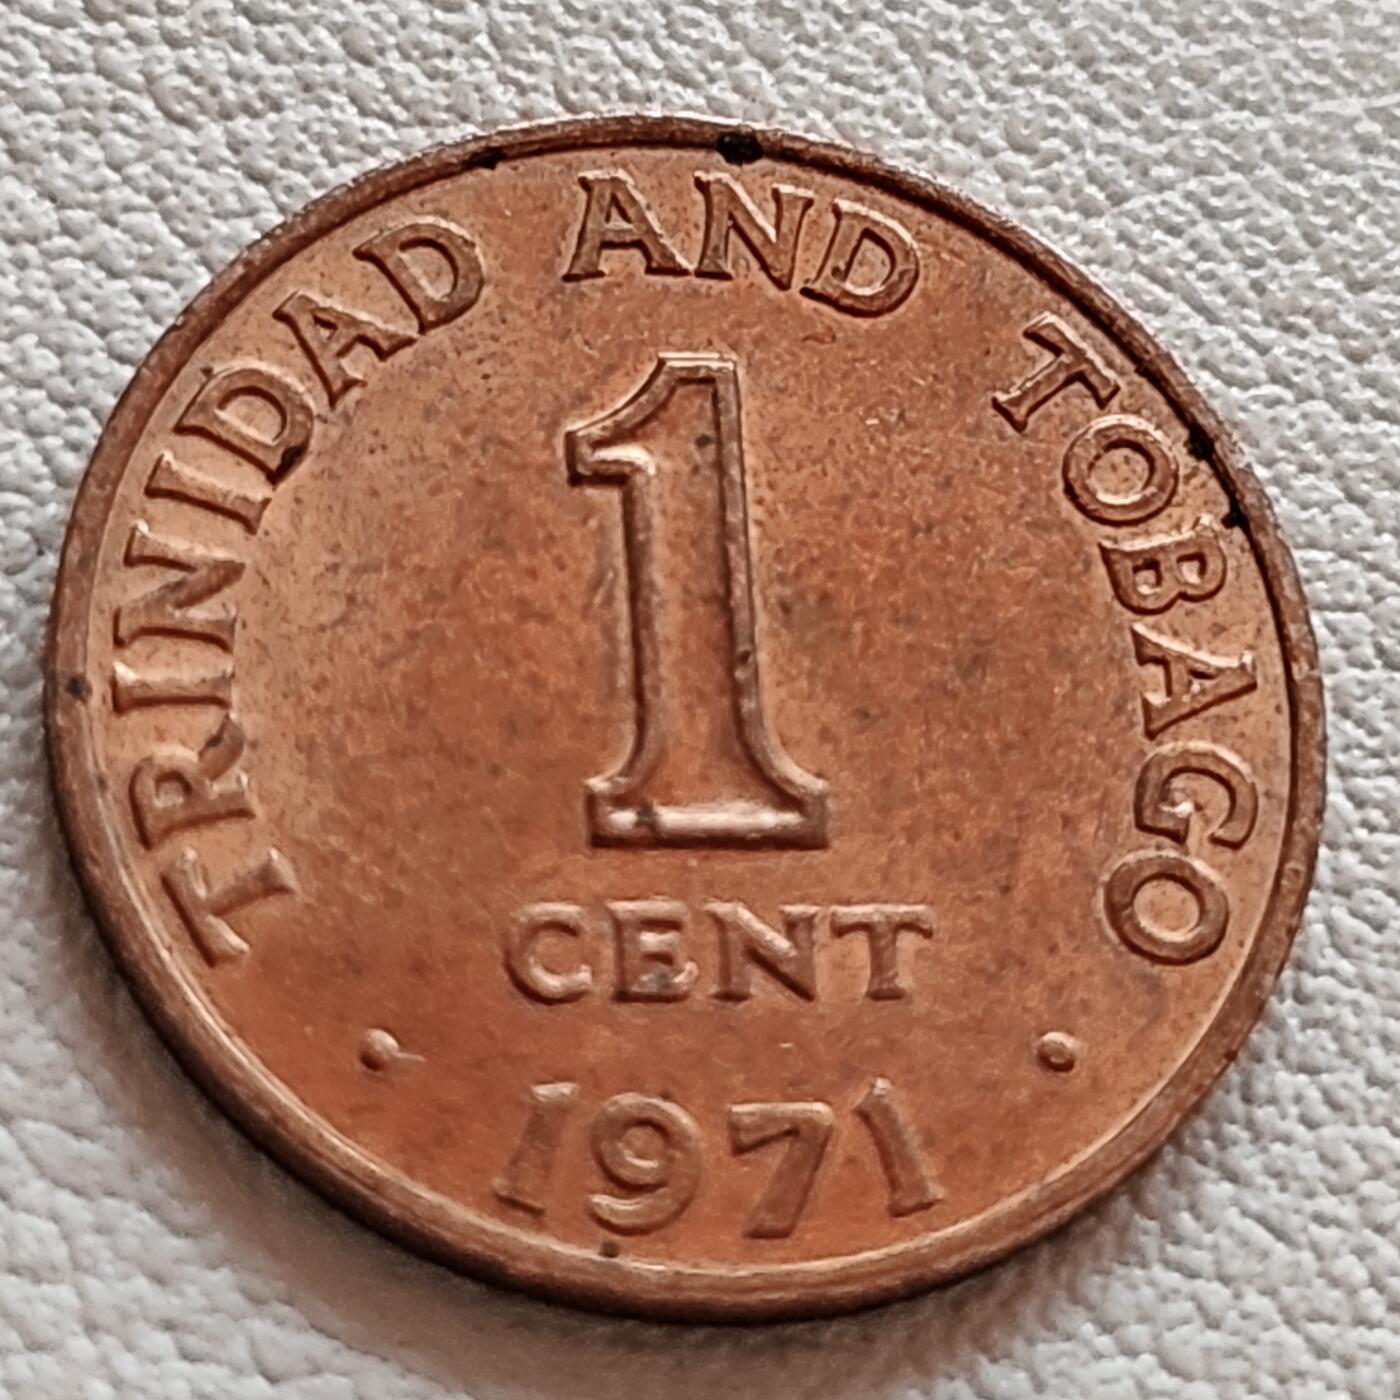 TRINIDAD AND TOBAGO
1
CENT
• 1971 •